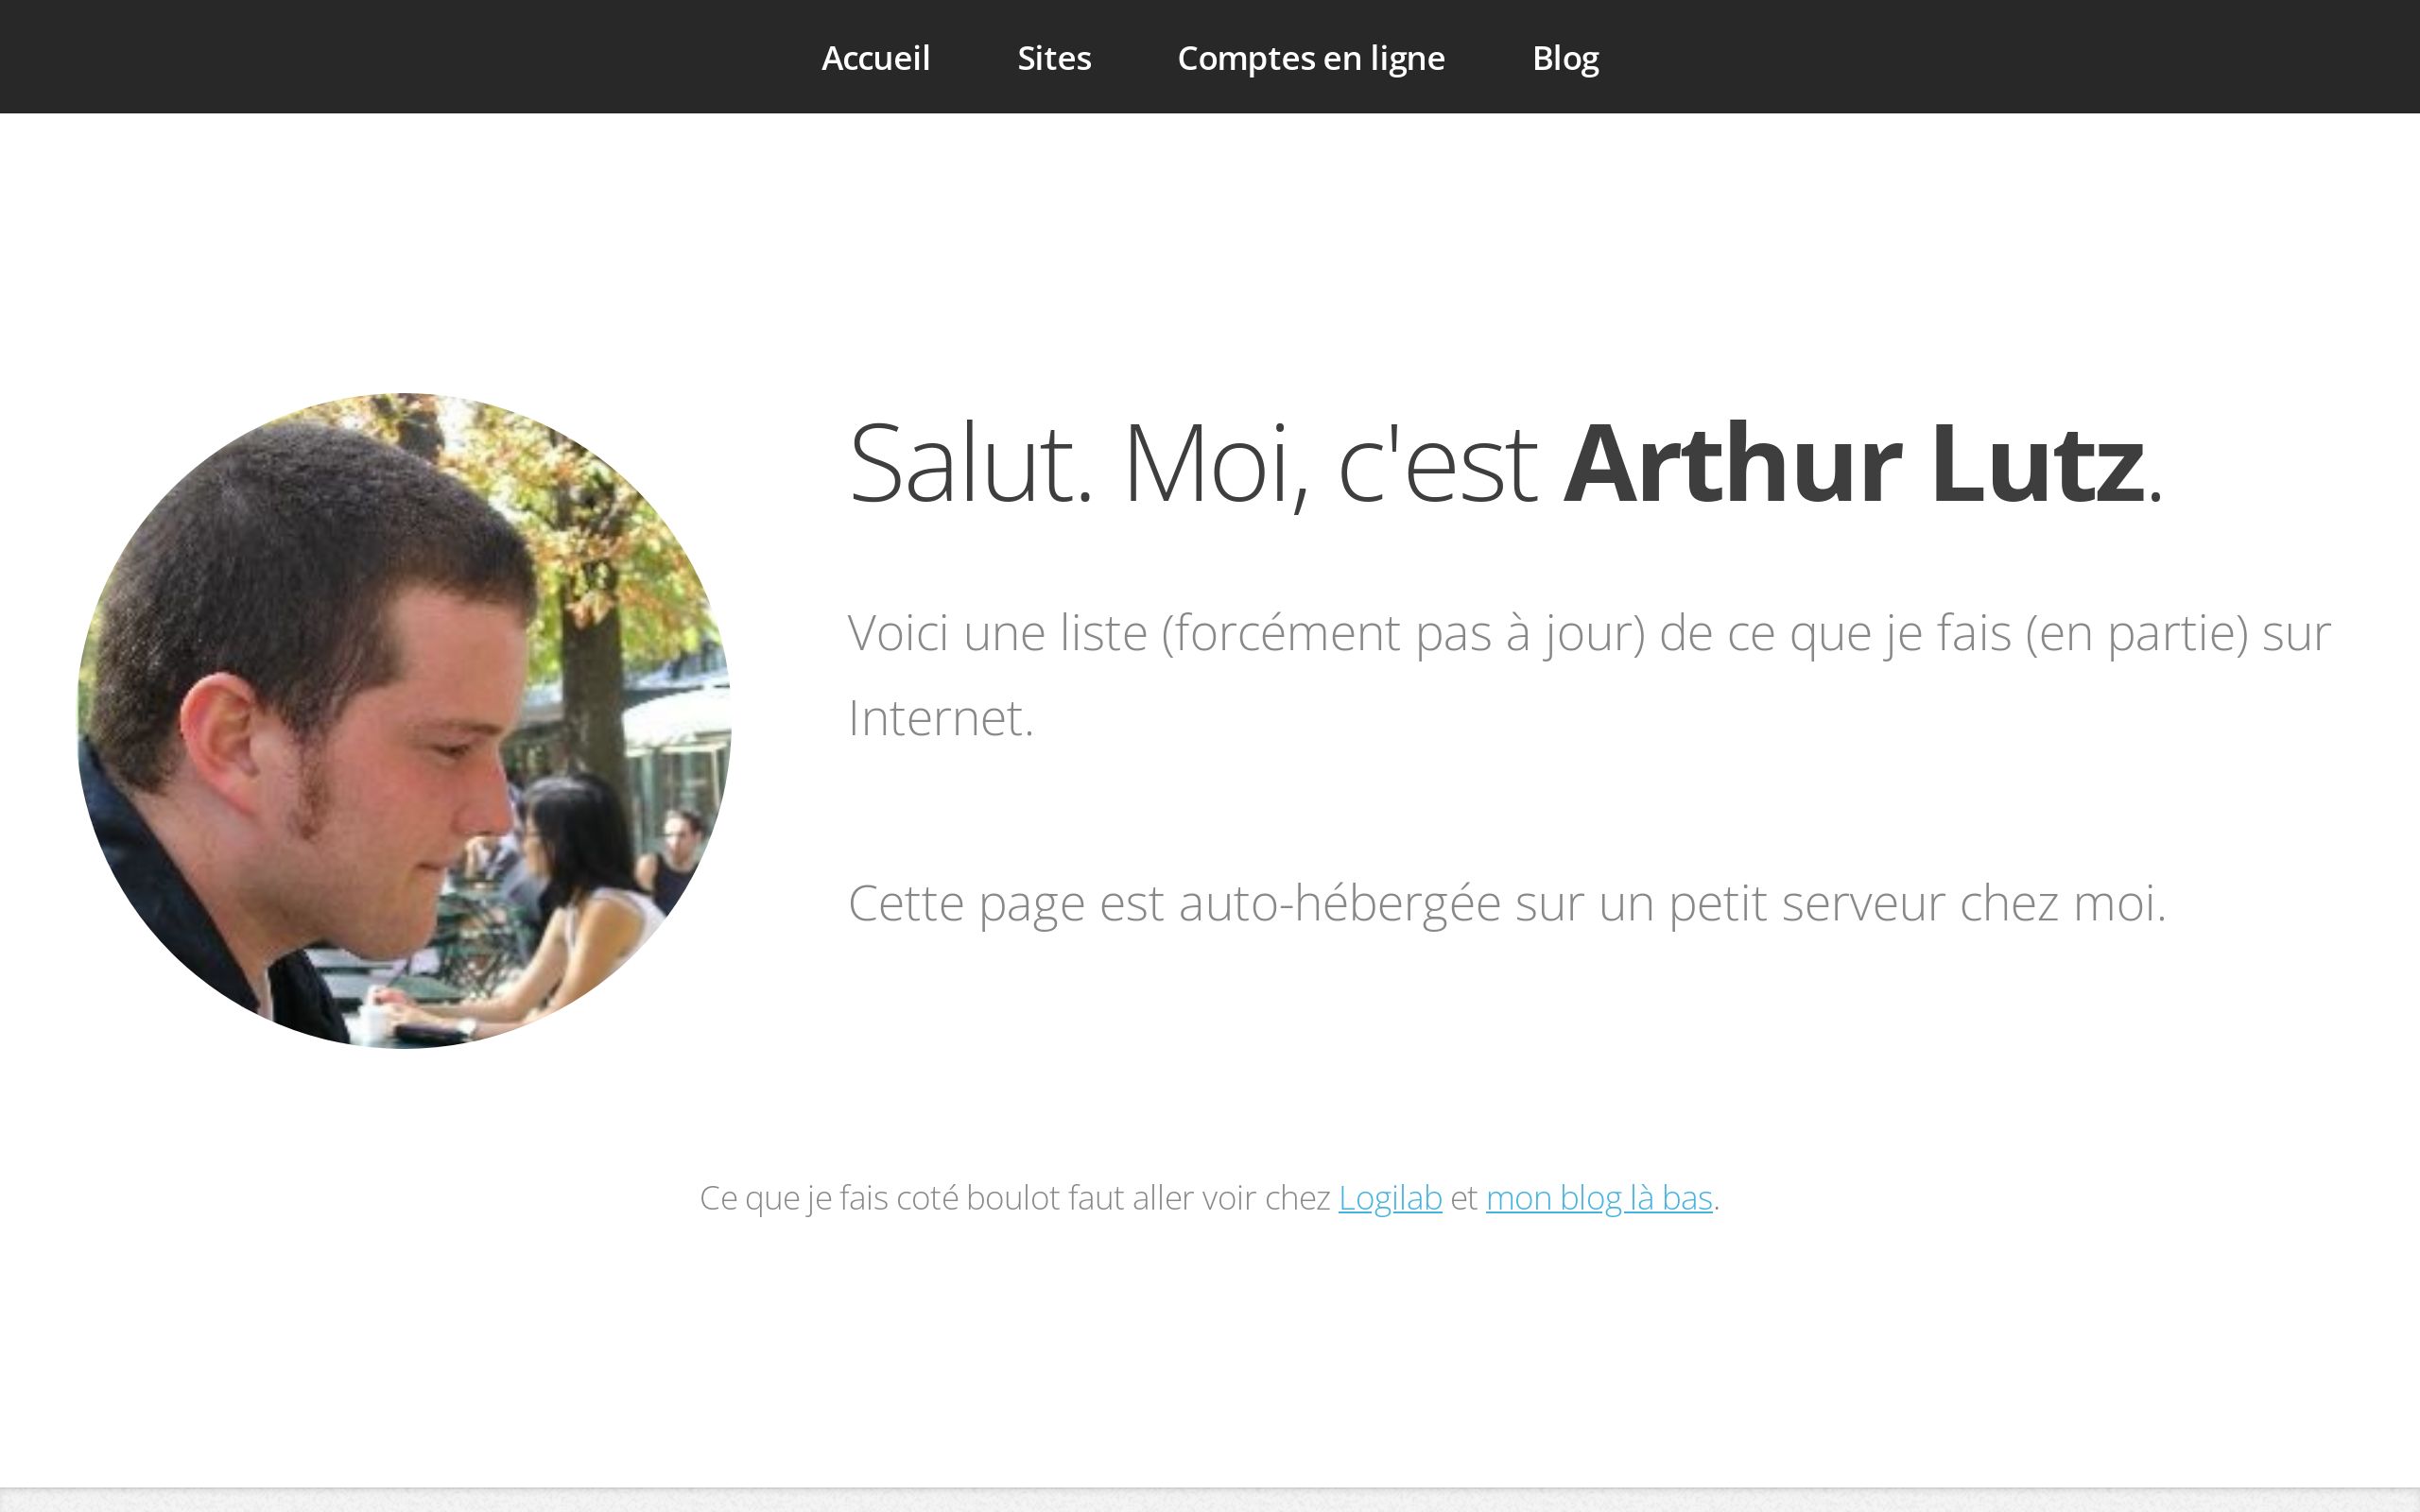 Accueil Sites Comptes en ligne Blog
Salut. Moi, c'est Arthur Lutz.
Voici une liste (forcément pas à jour) de ce que je fais (en partie) sur
Internet.
Cette page est auto-hébergée sur un petit serveur chez moi.
Ce que je fais coté boulot faut aller voir chez Logilab et mon blog là bas.